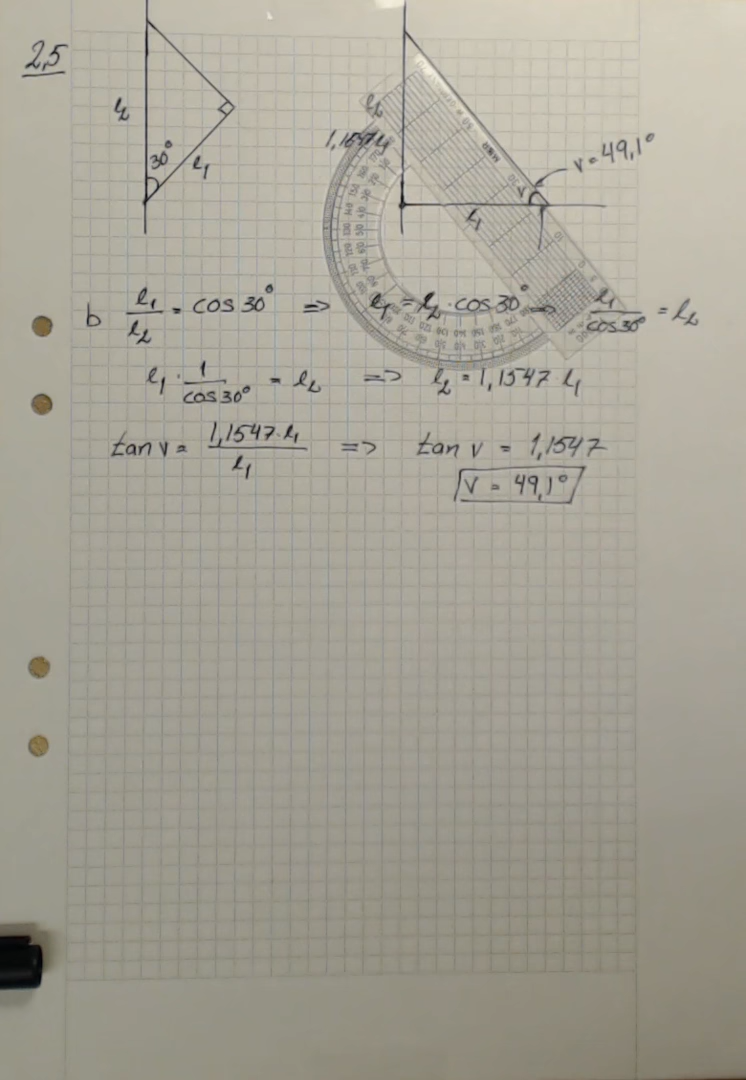 2,5
l₂
30°
l₁
l₂
1,1547 l₁
l₁
v
v = 49,1°
b l₁/l₂ = cos 30° => l₁ = l₂ · cos 30° => l₁/cos 30° = l₂
l₁ · 1/cos 30° = l₂ => l₂ = 1,1547 · l₁
tan v = 1,1547 · l₁/l₁ => tan v = 1,1547
v = 49,1°